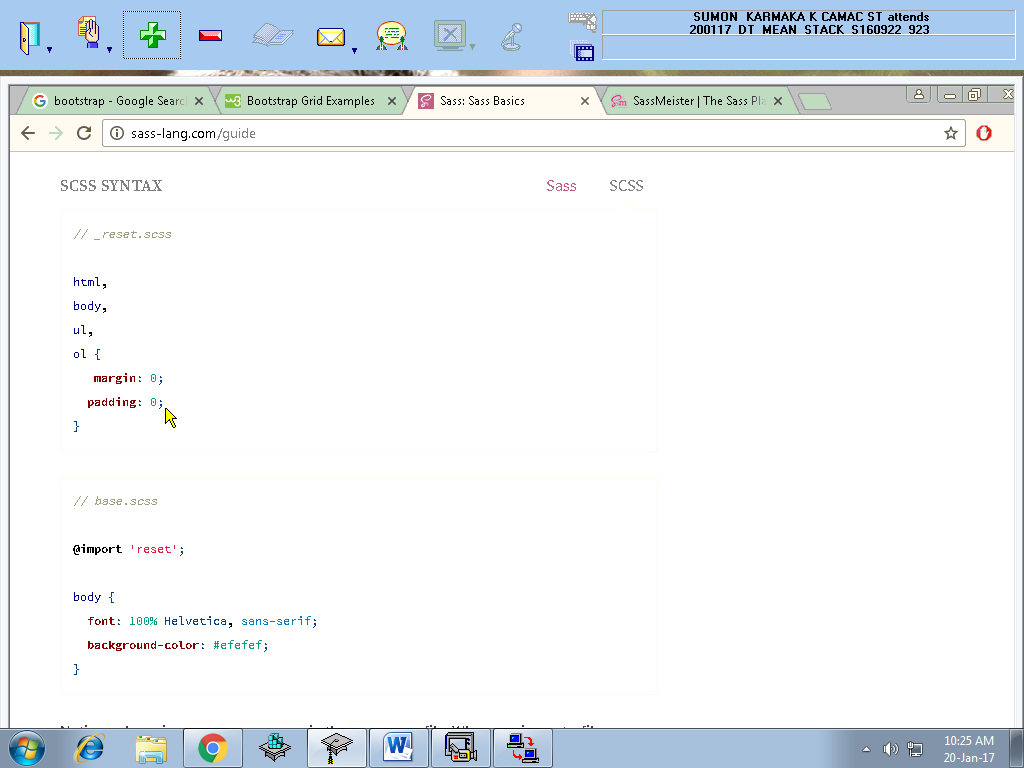 SUMON KARMAKA K CAMAC ST attends
200117 DT MEAN STACK S160922 923
bootstrap - Google Searc
Bootstrap Grid Examples
Sass: Sass Basics
SassMeister | The Sass Pla
sass-lang.com/guide
SCSS SYNTAX
Sass
SCSS
// _reset.scss
html,
body,
ul,
ol {
margin: 0;
padding: 0;
}
// base.scss
@import 'reset';
body {
font: 100% Helvetica, sans-serif;
background-color: #efefef;
}
10:25 AM
20-Jan-17